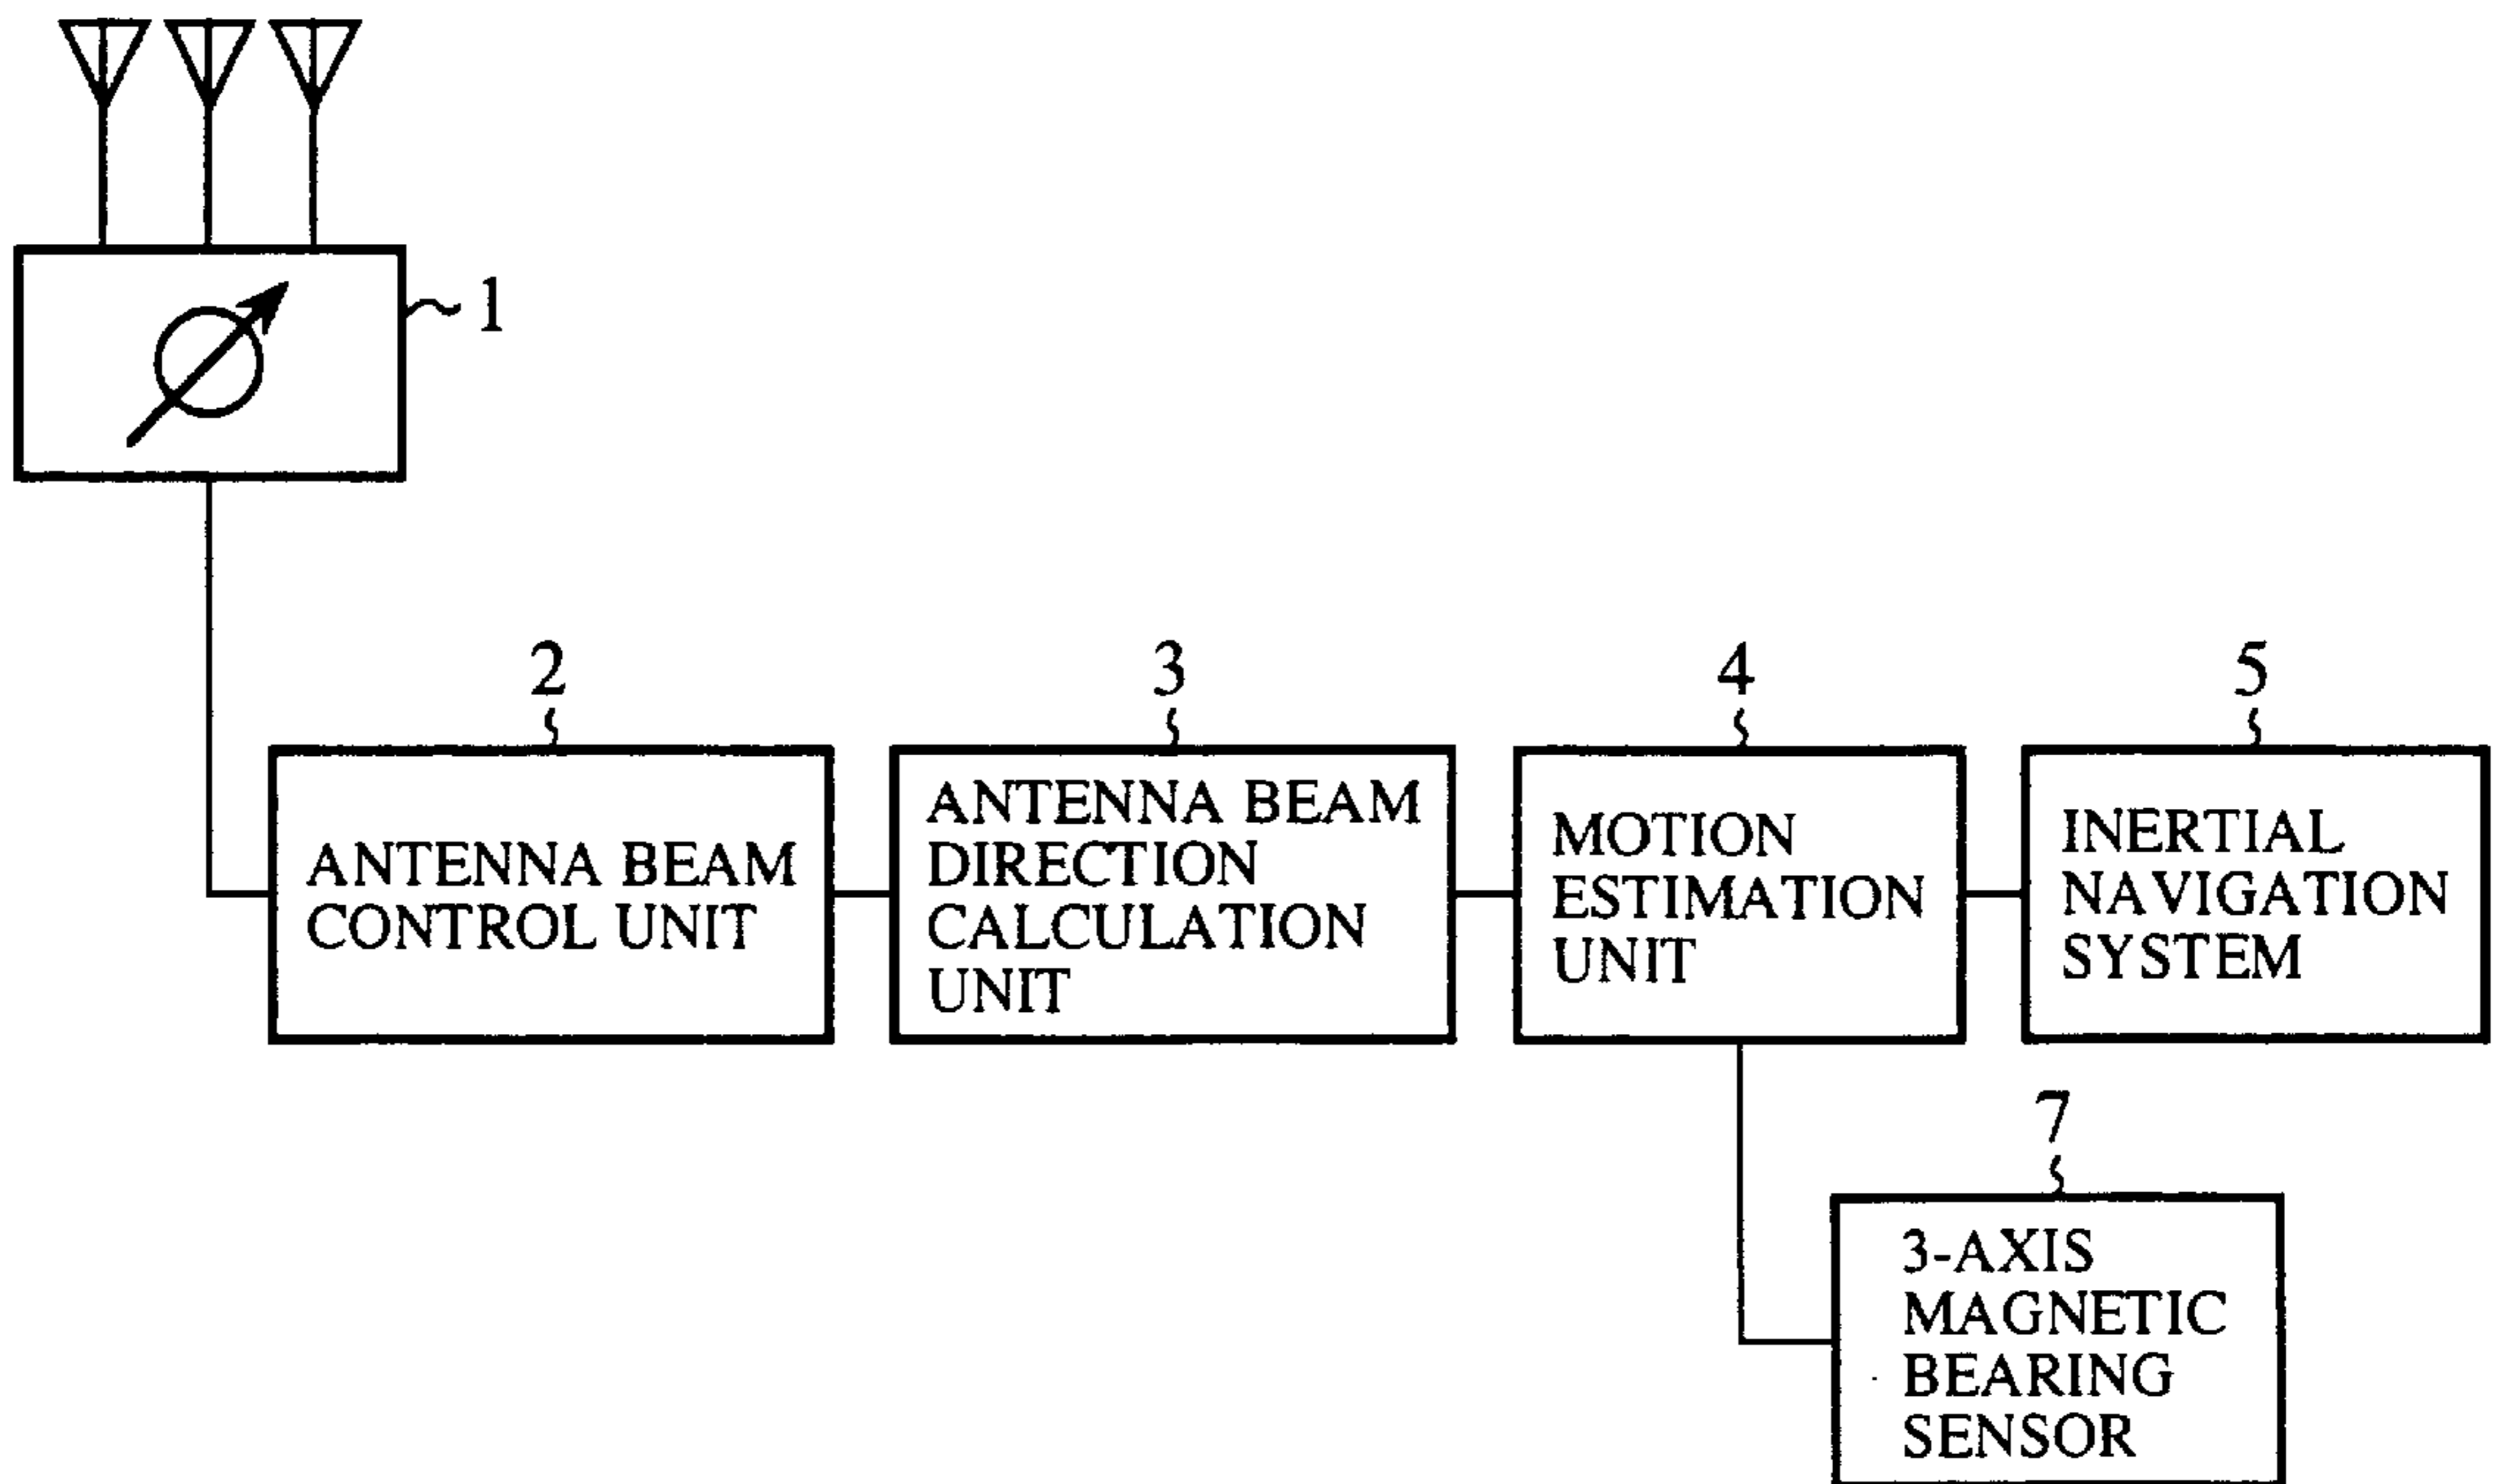 1
2
3
4
5
ANTENNA BEAM
CONTROL UNIT
ANTENNA BEAM
DIRECTION
CALCULATION
UNIT
MOTION
ESTIMATION
UNIT
INERTIAL
NAVIGATION
SYSTEM
7
3-AXIS
MAGNETIC
BEARING
SENSOR